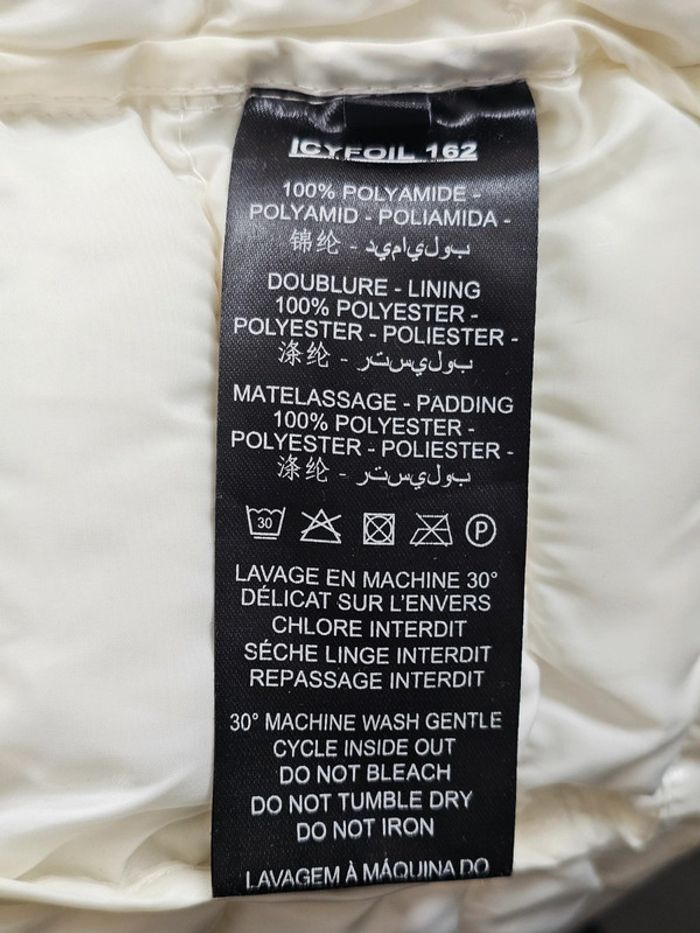 ICYFOIL 162
100% POLYAMIDE -
POLYAMID - POLIAMIDA -
锦纶 - بولياميد
DOUBLURE - LINING
100% POLYESTER -
POLYESTER - POLIESTER -
涤纶 - بوليستر
MATELASSAGE - PADDING
100% POLYESTER -
POLYESTER - POLIESTER -
涤纶 - بوليستر
30
P
LAVAGE EN MACHINE 30°
DÉLICAT SUR L'ENVERS
CHLORE INTERDIT
SÉCHE LINGE INTERDIT
REPASSAGE INTERDIT
30° MACHINE WASH GENTLE
CYCLE INSIDE OUT
DO NOT BLEACH
DO NOT TUMBLE DRY
DO NOT IRON
LAVAGEM À MÁQUINA DO